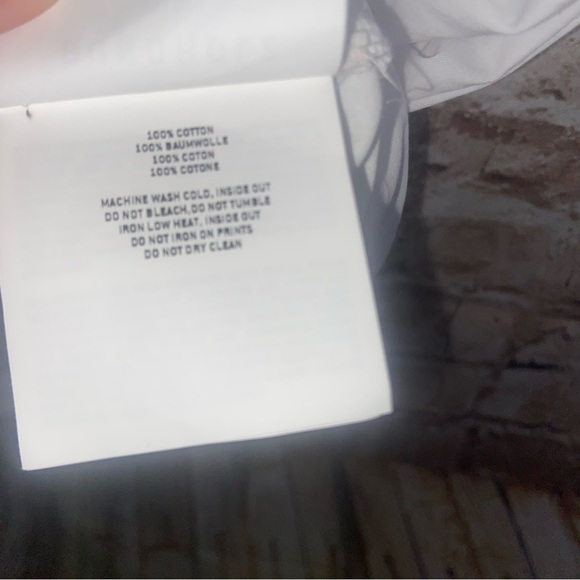 100% COTTON
100% BAUMWOLLE
100% COTON
100% COTONE
MACHINE WASH COLD, INSIDE OUT
DO NOT BLEACH, DO NOT TUMBLE
IRON LOW HEAT, INSIDE OUT
DO NOT IRON ON PRINTS
DO NOT DRY CLEAN